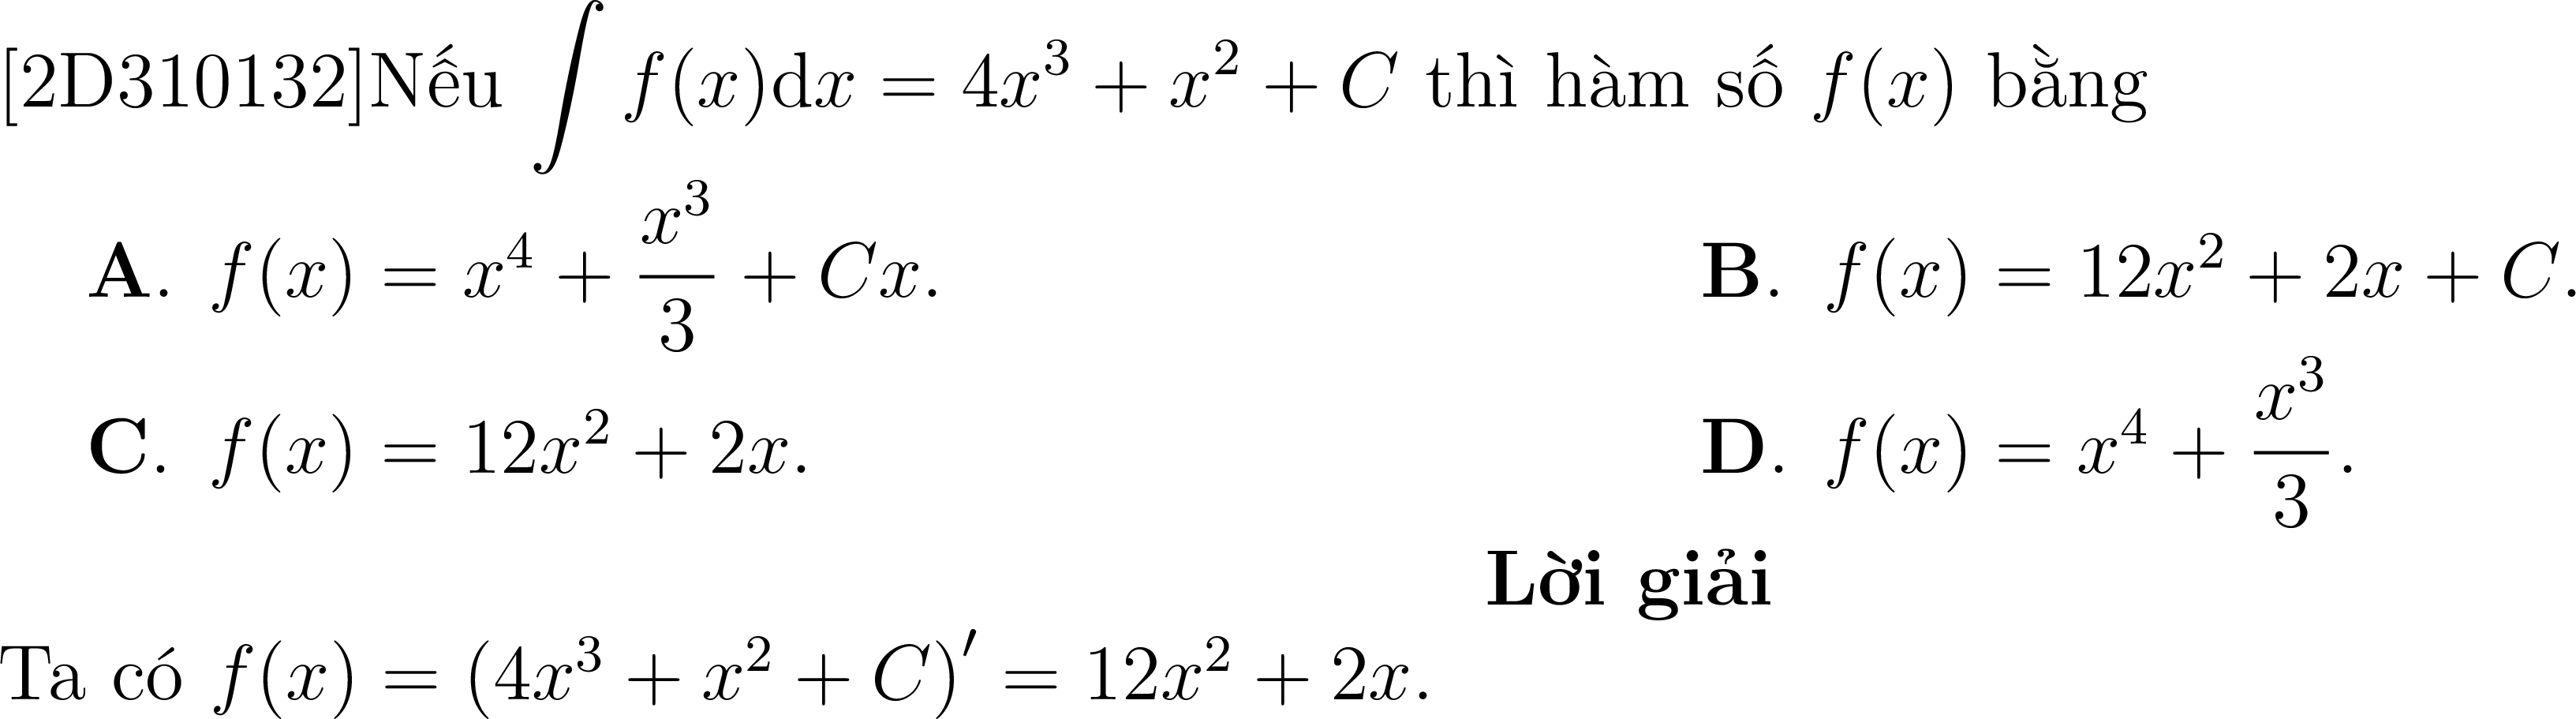 [2D310132]Nếu ∫ f(x)dx = 4x³ + x² + C thì hàm số f(x) bằng
A. f(x) = x⁴ + x³/3 + Cx. B. f(x) = 12x² + 2x + C.
C. f(x) = 12x² + 2x. D. f(x) = x⁴ + x³/3.
Lời giải
Ta có f(x) = (4x³ + x² + C)′ = 12x² + 2x.